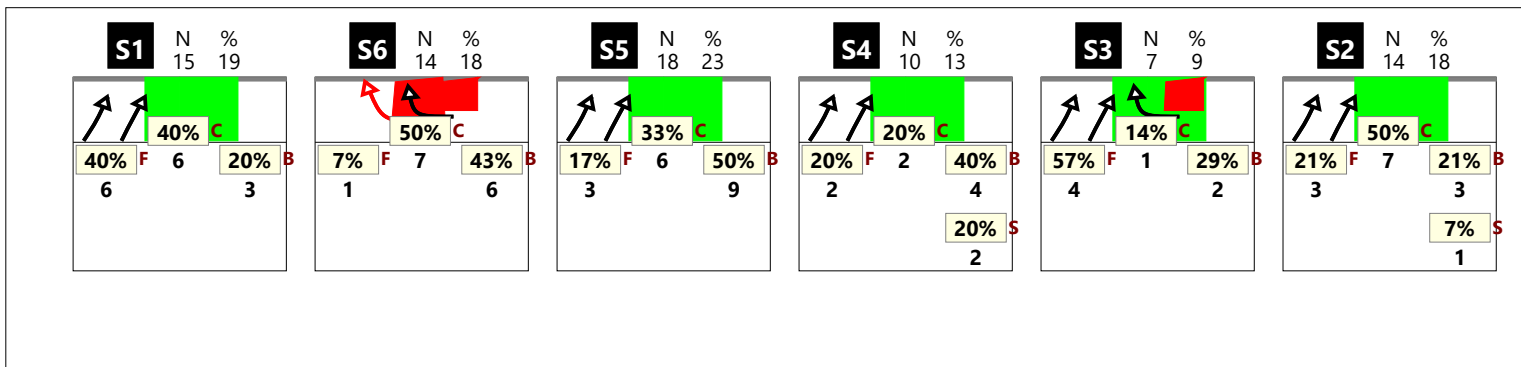 S1 N % 15 19
40% C
6
40% F
6
20% B
3
S6 N % 14 18
50% C
7
7% F
1
43% B
6
S5 N % 18 23
33% C
6
17% F
3
50% B
9
S4 N % 10 13
20% C
2
20% F
2
40% B
4
20% S
2
S3 N % 7 9
14% C
1
57% F
4
29% B
2
S2 N % 14 18
50% C
7
21% F
3
21% B
3
7% S
1